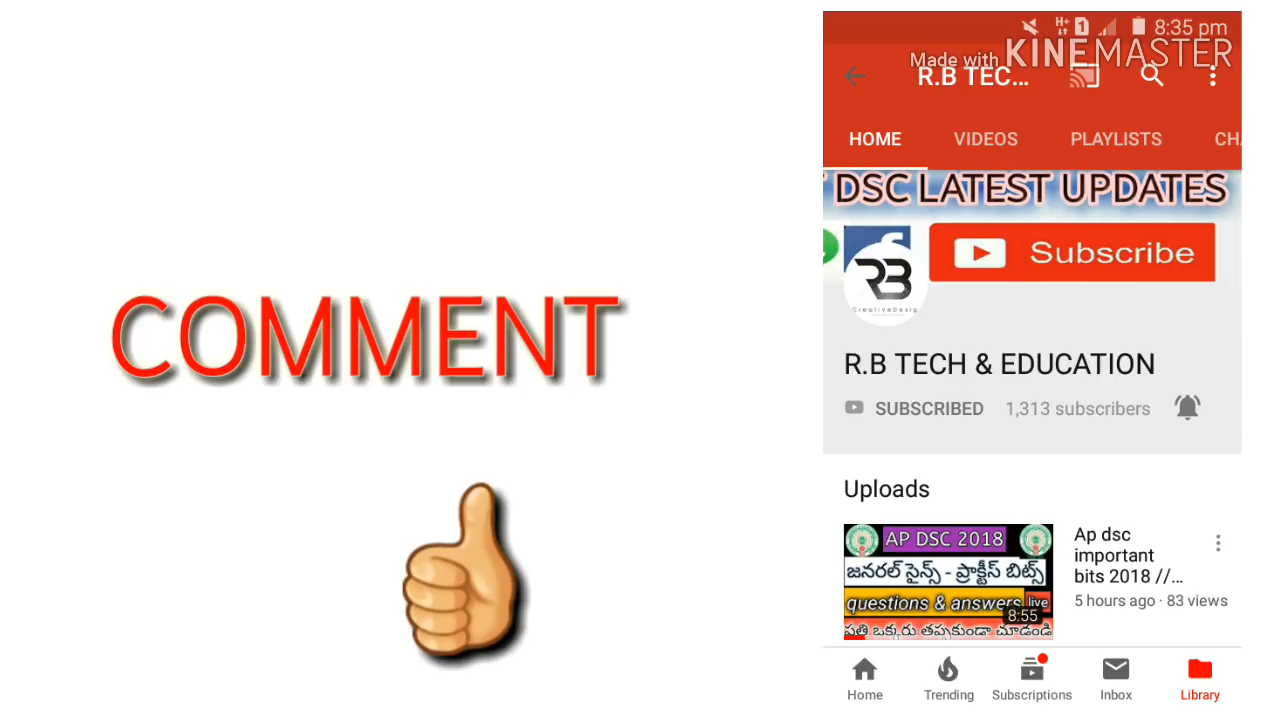 COMMENT
H+ 1 8:35 pm
Made with KINEMASTER
R.B TEC...
HOME VIDEOS PLAYLISTS CH
DSC LATEST UPDATES
Subscribe
RB
CreativeDesig
R.B TECH & EDUCATION
SUBSCRIBED 1,313 subscribers
Uploads
AP DSC 2018
జనరల్ సైన్స్ - ప్రాక్టీస్ బిట్స్
questions & answers live
8:55
ప్రతి ఒక్కరు తప్పకుండా చూడండి
Ap dsc
important
bits 2018 //...
5 hours ago · 83 views
Home Trending Subscriptions Inbox Library